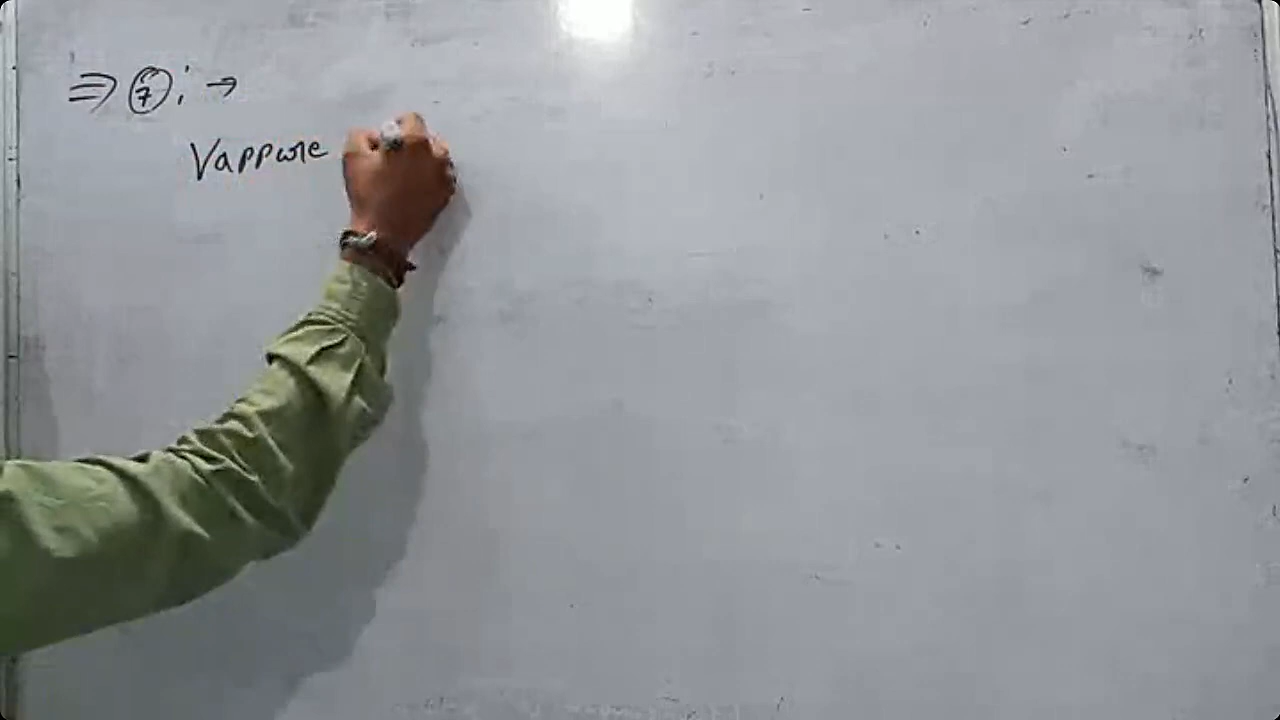 ⇒ ⑦ ; →
Vappure